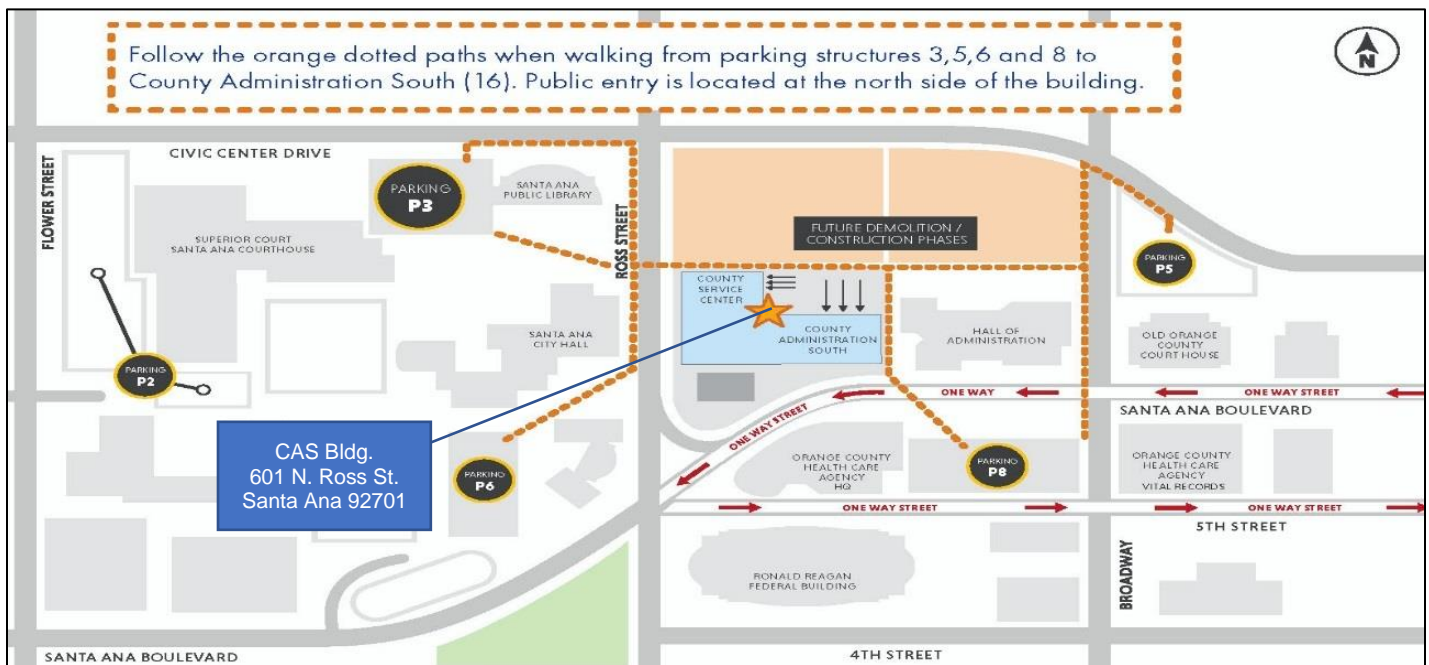 Follow the orange dotted paths when walking from parking structures 3,5,6 and 8 to
County Administration South (16). Public entry is located at the north side of the building.
N
CIVIC CENTER DRIVE
FLOWER STREET
PARKING
P3
SANTA ANA
PUBLIC LIBRARY
SUPERIOR COURT
SANTA ANA COURTHOUSE
ROSS STREET
FUTURE DEMOLITION /
CONSTRUCTION PHASES
PARKING
P5
COUNTY
SERVICE
CENTER
COUNTY
ADMINISTRATION
SOUTH
HALL OF
ADMINISTRATION
OLD ORANGE
COUNTY
COURT HOUSE
SANTA ANA
CITY HALL
PARKING
P2
ONE WAY
ONE WAY STREET
SANTA ANA BOULEVARD
ONE WAY STREET
CAS Bldg.
601 N. Ross St.
Santa Ana 92701
PARKING
P6
ORANGE COUNTY
HEALTH CARE
AGENCY
HQ
PARKING
P8
ORANGE COUNTY
HEALTH CARE
AGENCY
VITAL RECORDS
ONE WAY STREET
ONE WAY STREET
5TH STREET
RONALD REAGAN
FEDERAL BUILDING
BROADWAY
SANTA ANA BOULEVARD
4TH STREET